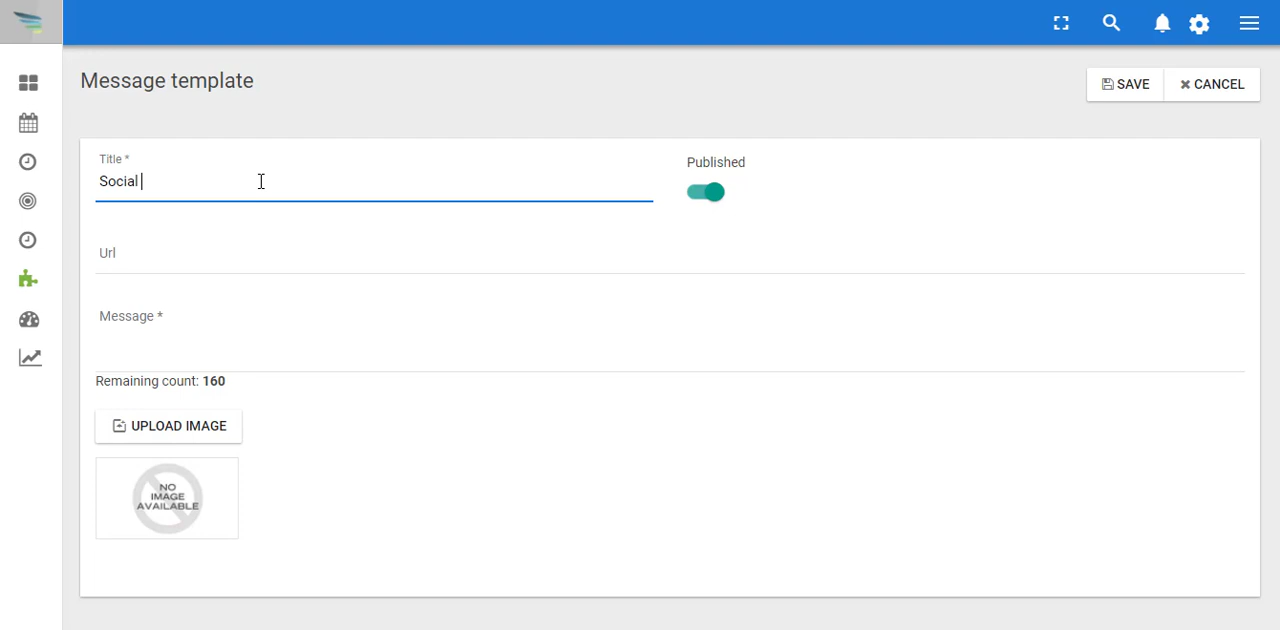 Message template
SAVE
CANCEL
Title *
Social
Published
Url
Message *
Remaining count: 160
UPLOAD IMAGE
NO
IMAGE
AVAILABLE